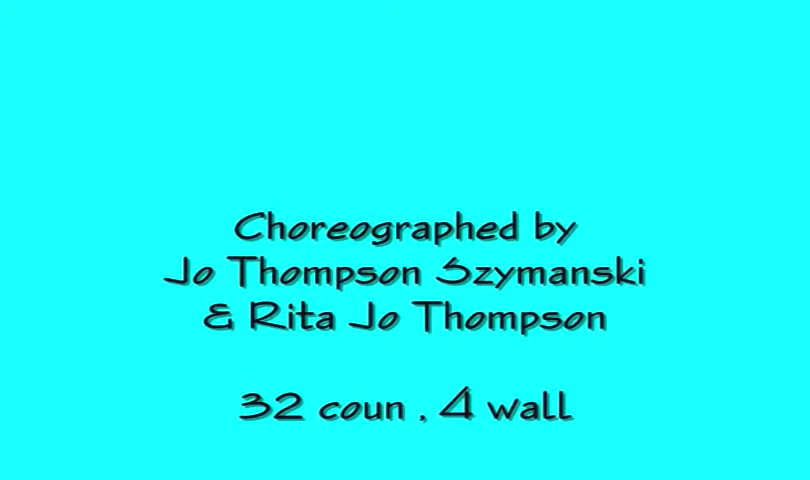 Choreographed by
Jo Thompson Szymanski
& Rita Jo Thompson
32 coun , 4 wall